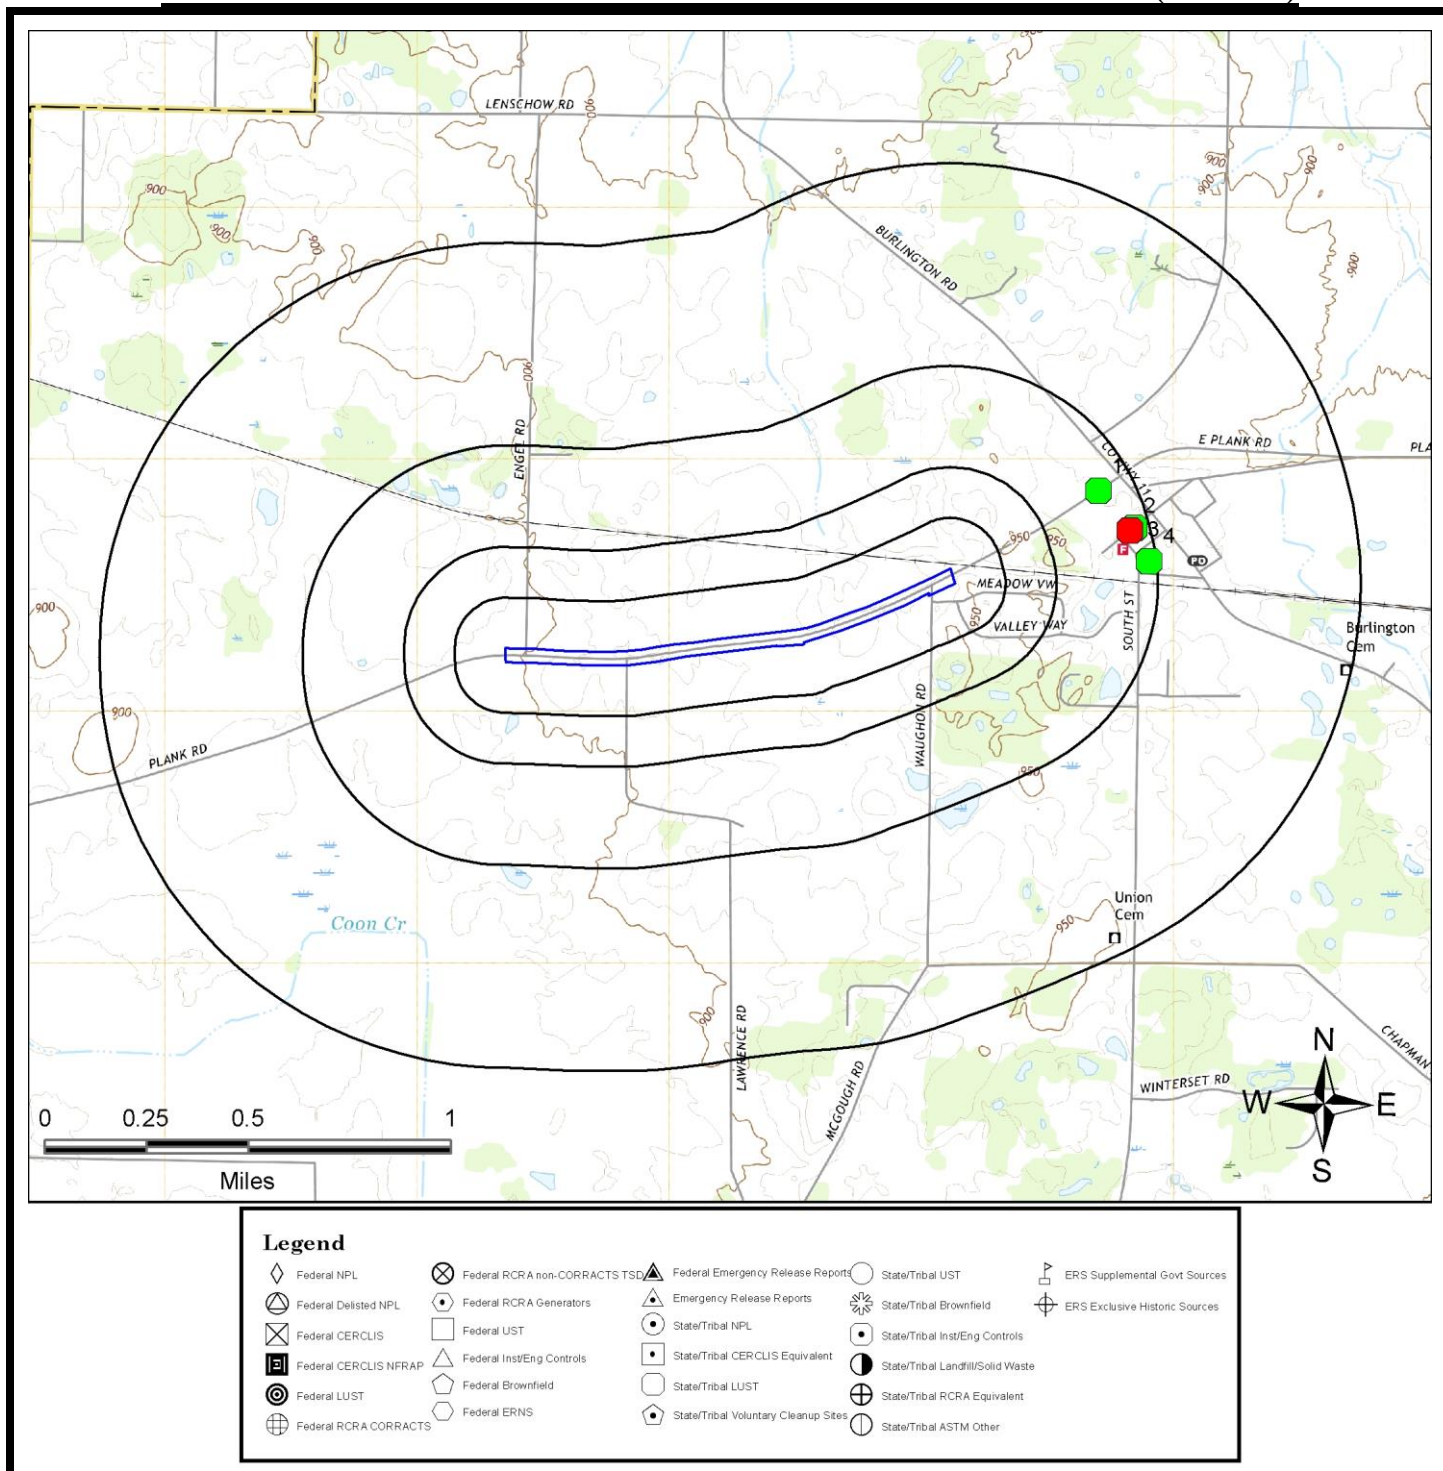 LENSCHOW RD
900
900
900
900
900
900
900
900
BURLINGTON RD
900
900
ENGEL RD
E PLANK RD
PLA
CO HWY 11
1
2
3
4
F
PD
950
950
MEADOW VW
950
VALLEY WAY
SOUTH ST
900
Burlington
Cem
WAUGHON RD
900
PLANK RD
950
Union
Cem
950
Coon Cr
900
LAWRENCE RD
MCGOUGH RD
CHAPMAN
WINTERSET RD
N
W
E
S
0 0.25 0.5 1
Miles
Legend
Federal NPL
Federal Delisted NPL
Federal CERCLIS
Federal CERCLIS NFRAP
Federal LUST
Federal RCRA CORRACTS
Federal RCRA non-CORRACTS TSD
Federal RCRA Generators
Federal UST
Federal Inst/Eng Controls
Federal Brownfield
Federal ERNS
Federal Emergency Release Reports
Emergency Release Reports
State/Tribal NPL
State/Tribal CERCLIS Equivalent
State/Tribal LUST
State/Tribal Voluntary Cleanup Sites
State/Tribal UST
State/Tribal Brownfield
State/Tribal Inst/Eng Controls
State/Tribal Landfill/Solid Waste
State/Tribal RCRA Equivalent
State/Tribal ASTM Other
ERS Supplemental Govt Sources
ERS Exclusive Historic Sources